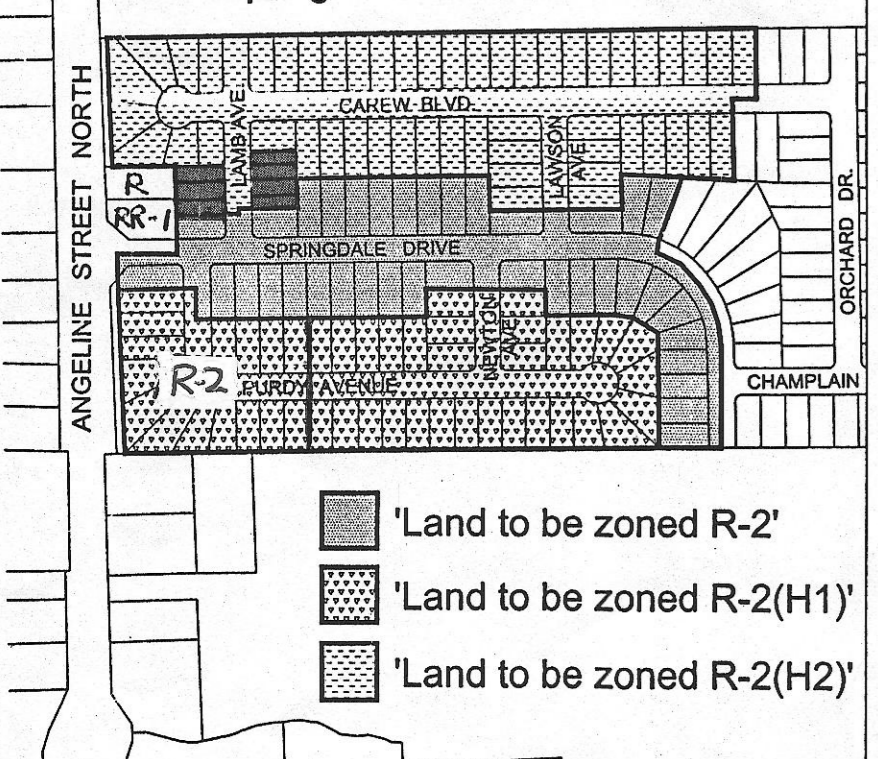 CAREW BLVD.
LAMB AVE.
LAWSON AVE.
ANGELINE STREET NORTH
R
RR-1
SPRINGDALE DRIVE
ORCHARD DR.
NEWTON AVE.
R-2
PURDY AVENUE
CHAMPLAIN
'Land to be zoned R-2'
'Land to be zoned R-2(H1)'
'Land to be zoned R-2(H2)'